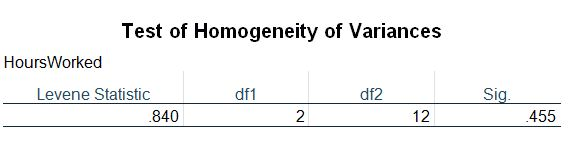 Test of Homogeneity of Variances
HoursWorked
Levene Statistic df1 df2 Sig.
.840 2 12 .455